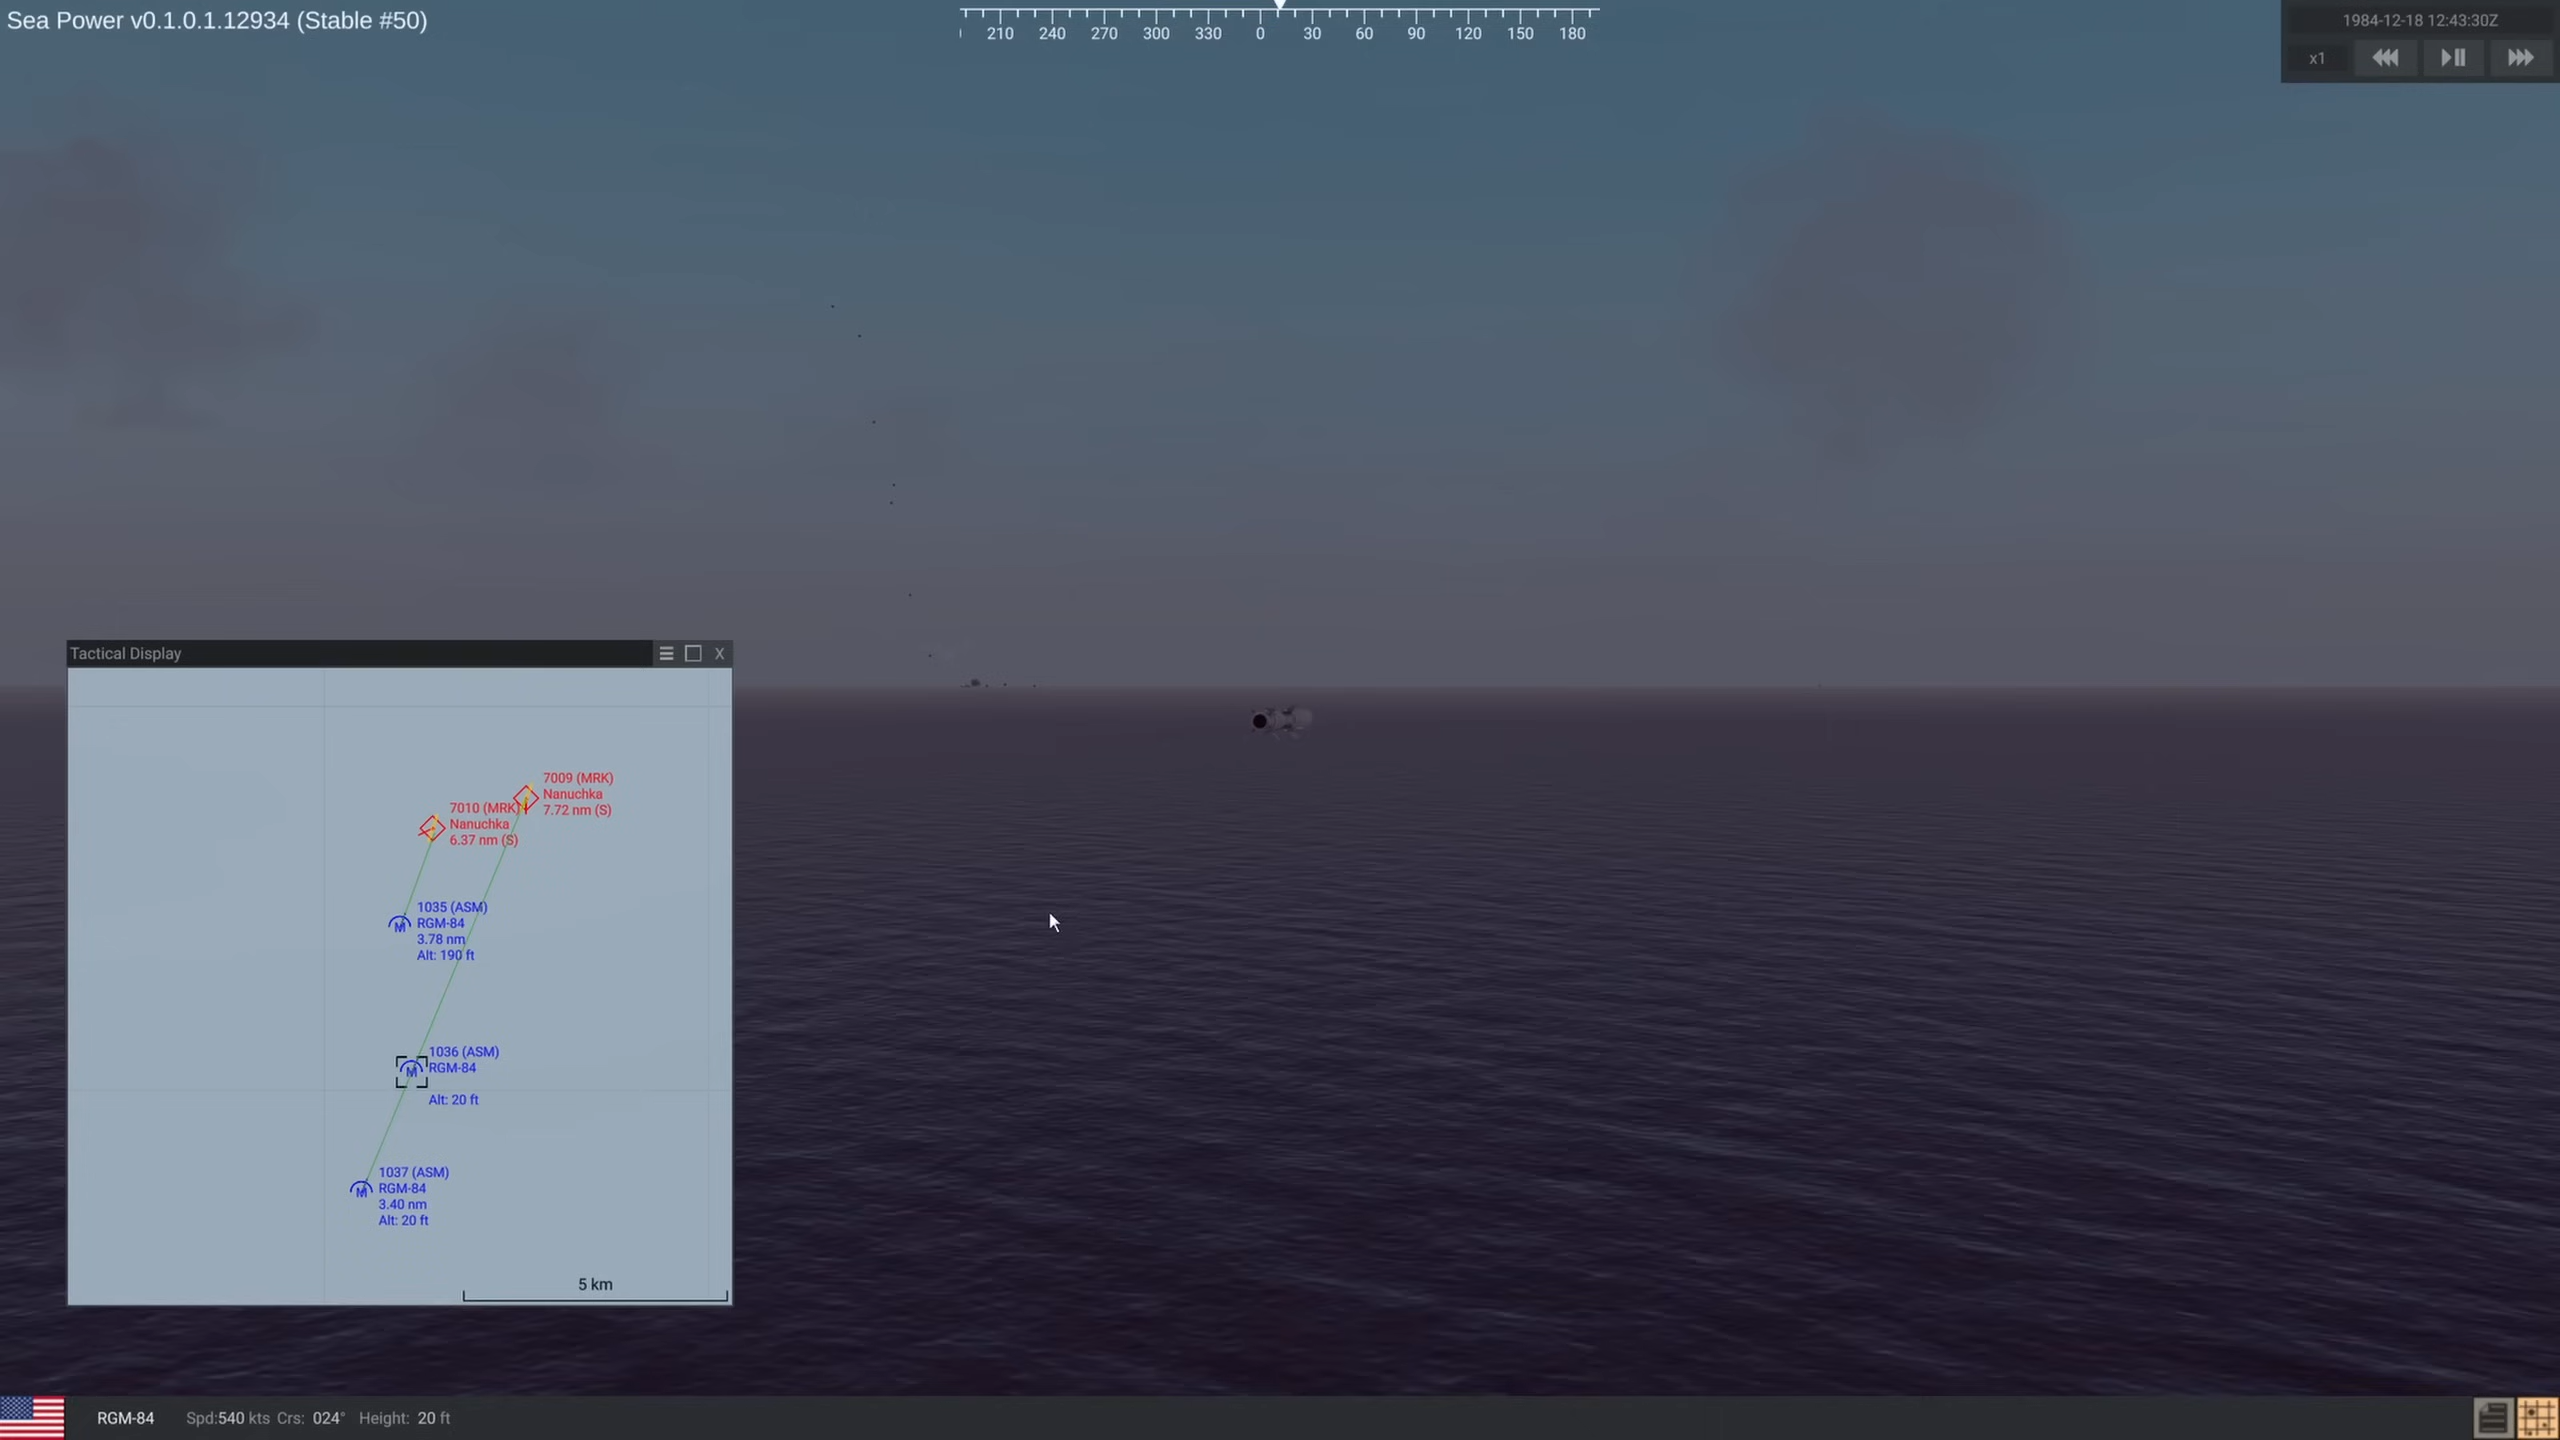 Sea Power v0.1.0.1.12934 (Stable #50)
210 240 270 300 330 0 30 60 90 120 150 180
1984-12-18 12:43:30Z
x1
Tactical Display
X
7009 (MRK)
Nanuchka
7.72 nm (S)
7010 (MRK)
Nanuchka
6.37 nm (S)
1035 (ASM)
RGM-84
3.78 nm
Alt: 190 ft
M
1036 (ASM)
RGM-84
Alt: 20 ft
M
1037 (ASM)
RGM-84
3.40 nm
Alt: 20 ft
M
5 km
RGM-84 Spd:540 kts Crs: 024° Height: 20 ft